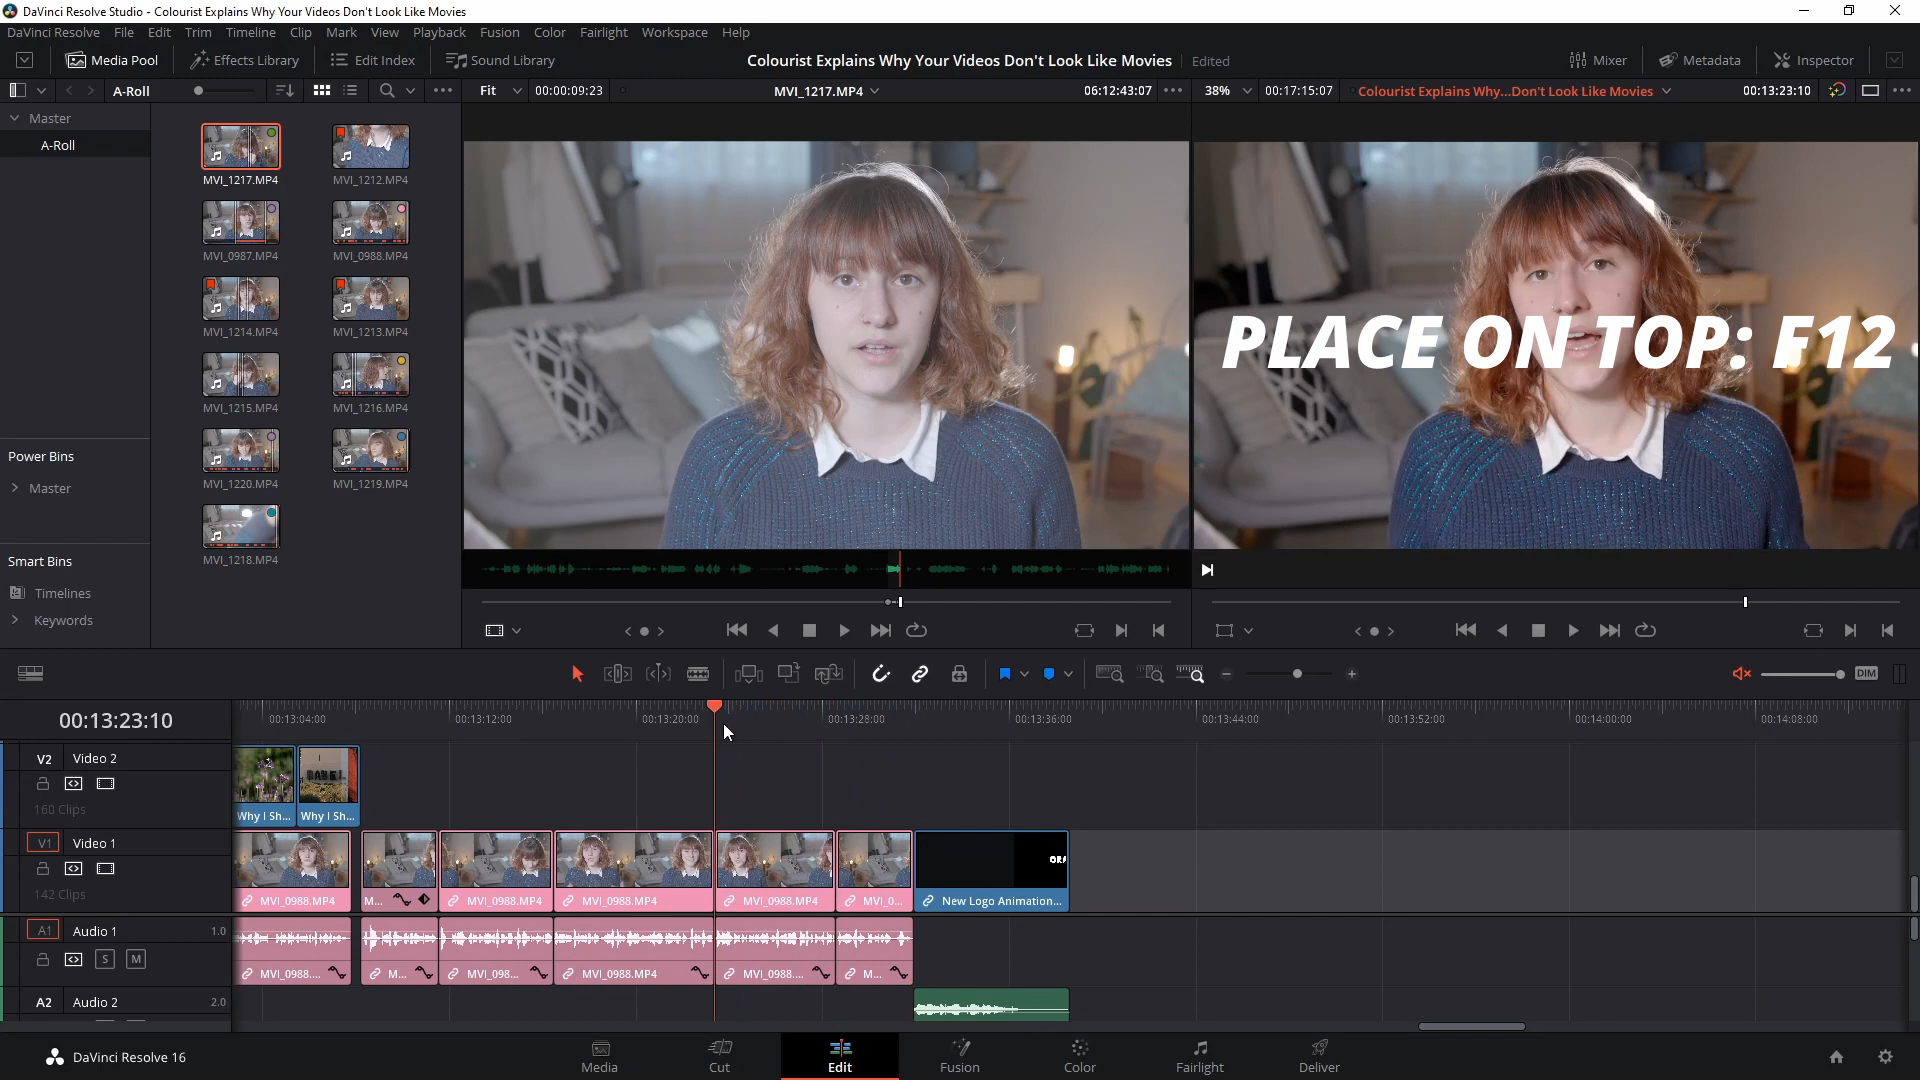 DaVinci Resolve Studio - Colourist Explains Why Your Videos Don't Look Like Movies
DaVinci Resolve File Edit Trim Timeline Clip Mark View Playback Fusion Color Fairlight Workspace Help
Media Pool Effects Library Edit Index Sound Library Colourist Explains Why Your Videos Don't Look Like Movies Edited Mixer Metadata Inspector
A-Roll Fit 00:00:09:23 MVI_1217.MP4 06:12:43:07 38% 00:17:15:07 Colourist Explains Why...Don't Look Like Movies 00:13:23:10
Master
A-Roll
MVI_1217.MP4 MVI_1212.MP4
MVI_0987.MP4 MVI_0988.MP4
MVI_1214.MP4 MVI_1213.MP4
MVI_1215.MP4 MVI_1216.MP4
MVI_1220.MP4 MVI_1219.MP4
MVI_1218.MP4
Power Bins
Master
Smart Bins
Timelines
Keywords
PLACE ON TOP: F12
DIM
00:13:23:10
00:13:04:00 00:13:12:00 00:13:20:00 00:13:28:00 00:13:36:00 00:13:44:00 00:13:52:00 00:14:00:00 00:14:08:00
V2 Video 2
160 Clips
Why I Sh... Why I Sh...
V1 Video 1
142 Clips
MVI_0988.MP4 M... MVI_0988.MP4 MVI_0988.MP4 MVI_0988.MP4 MVI_0... New Logo Animation...
A1 Audio 1 1.0
S M
MVI_0988.... M... MVI_098... MVI_0988.MP4 MVI_0988.... M...
A2 Audio 2 2.0
DaVinci Resolve 16
Media Cut Edit Fusion Color Fairlight Deliver